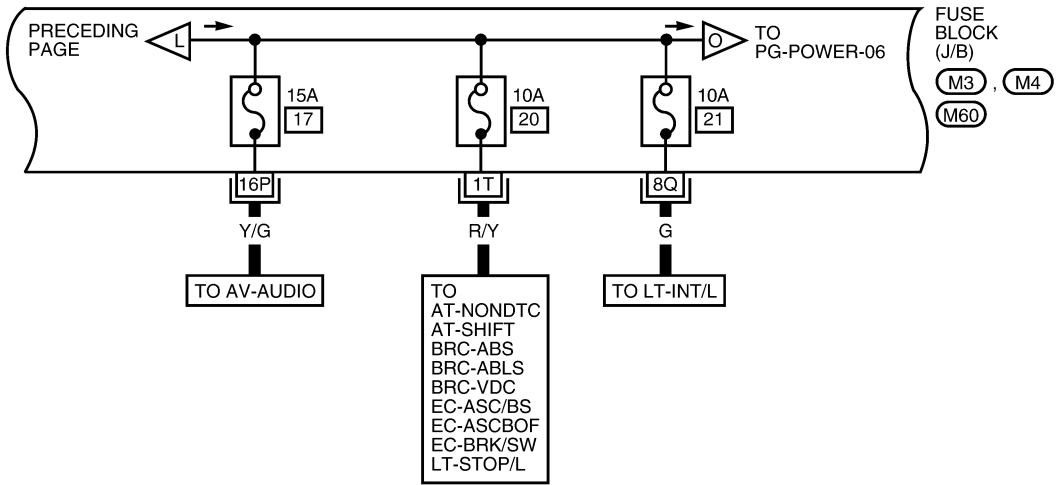 PRECEDING
PAGE
L
O
TO
PG-POWER-06
FUSE
BLOCK
(J/B)
M3 , M4
M60
15A
17
10A
20
10A
21
16P
1T
8Q
Y/G
R/Y
G
TO AV-AUDIO
TO
AT-NONDTC
AT-SHIFT
BRC-ABS
BRC-ABLS
BRC-VDC
EC-ASC/BS
EC-ASCBOF
EC-BRK/SW
LT-STOP/L
TO LT-INT/L